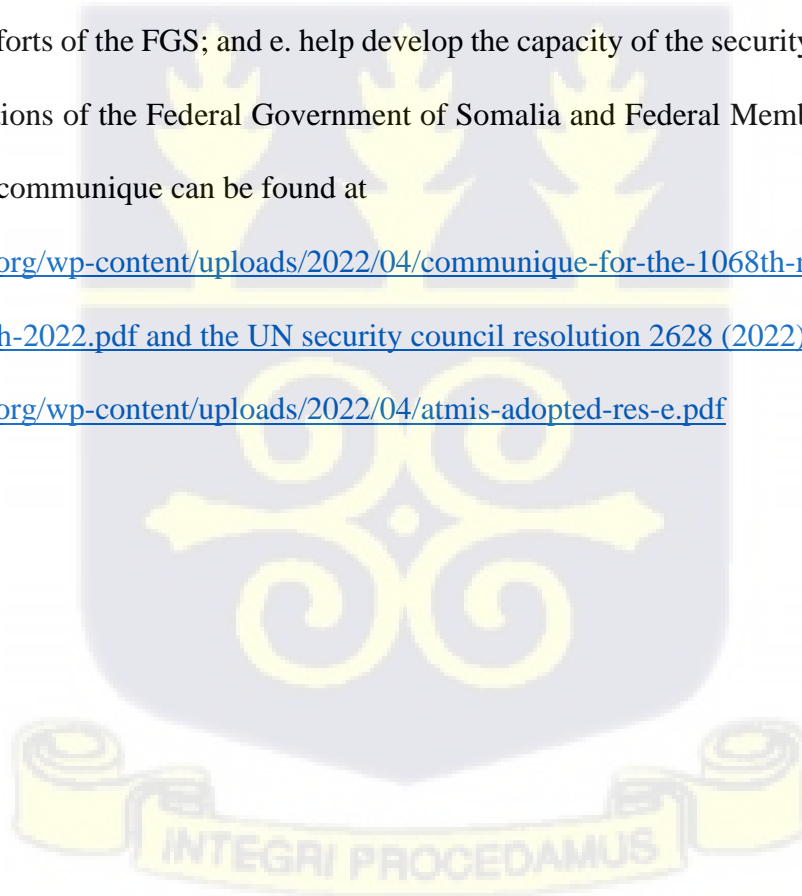 forts of the FGS; and e. help develop the capacity of the security
tions of the Federal Government of Somalia and Federal Memb
communique can be found at
org/wp-content/uploads/2022/04/communique-for-the-1068th-r
h-2022.pdf and the UN security council resolution 2628 (2022)
org/wp-content/uploads/2022/04/atmis-adopted-res-e.pdf
INTEGRI PROCEDAMUS